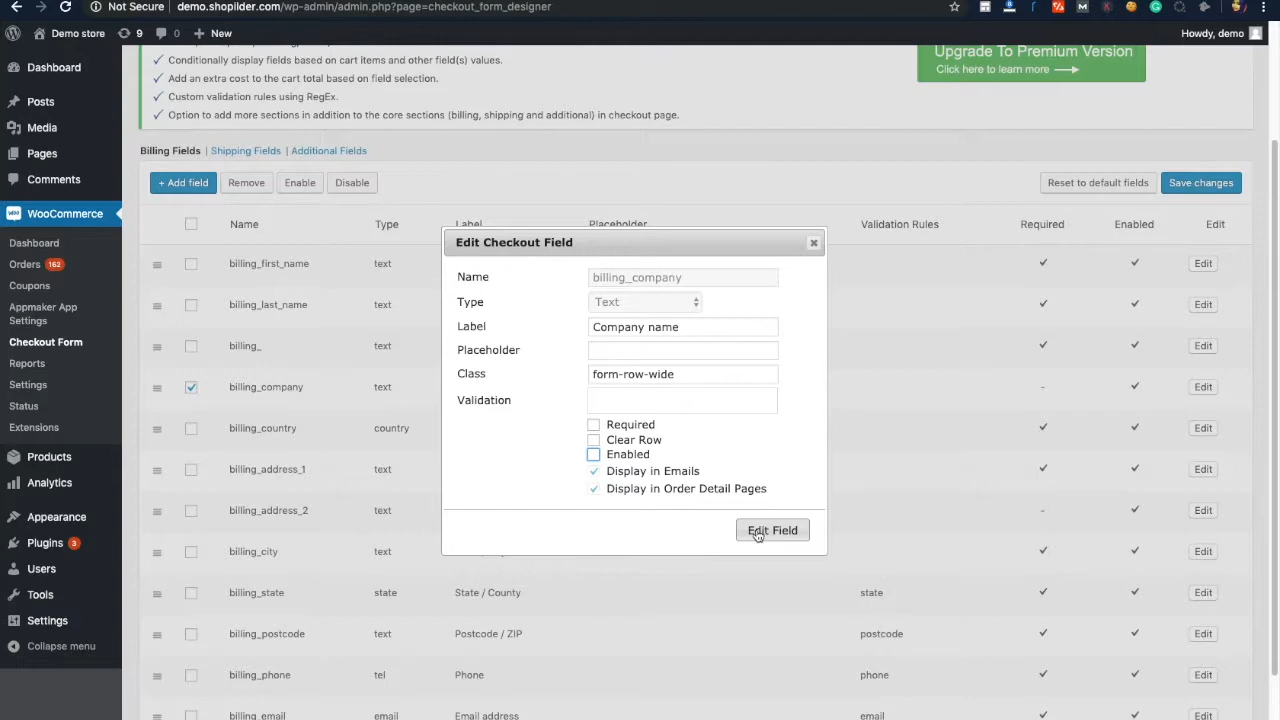 Not Secure | demo.shopilder.com/wp-admin/admin.php?page=checkout_form_designer
Demo store 9 0 New Howdy, demo
Conditionally display fields based on cart items and other field(s) values.
Add an extra cost to the cart total based on field selection.
Custom validation rules using RegEx.
Option to add more sections in addition to the core sections (billing, shipping and additional) in checkout page.
Upgrade To Premium Version
Click here to learn more
Dashboard
Posts
Media
Pages
Comments
WooCommerce
Dashboard
Orders 162
Coupons
Appmaker App
Settings
Checkout Form
Reports
Settings
Status
Extensions
Products
Analytics
Appearance
Plugins 3
Users
Tools
Settings
Collapse menu
Billing Fields | Shipping Fields | Additional Fields
+ Add field Remove Enable Disable Reset to default fields Save changes
Name Type Label Placeholder Validation Rules Required Enabled Edit
billing_first_name text Edit
billing_last_name text Edit
billing_ text Edit
billing_company text - Edit
billing_country country Edit
billing_address_1 text Edit
billing_address_2 text - Edit
billing_city text Edit
billing_state state State / County state Edit
billing_postcode text Postcode / ZIP postcode Edit
billing_phone tel Phone phone Edit
billing_email email Email address email Edit
Edit Checkout Field
Name billing_company
Type Text
Label Company name
Placeholder
Class form-row-wide
Validation
Required
Clear Row
Enabled
Display in Emails
Display in Order Detail Pages
Edit Field